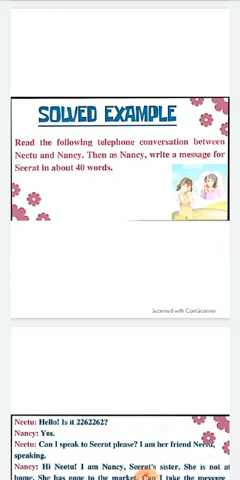 SOLVED EXAMPLE
Read the following telephone conversation between
Neetu and Nancy. Then as Nancy, write a message for
Seerat in about 40 words.
Scanned with CamScanner
Neetu: Hello! Is it 2262262?
Nancy: Yes.
Neetu: Can I speak to Seerat please? I am her friend Neetu,
speaking.
Nancy: Hi Neetu! I am Nancy, Seerat's sister. She is not at
home. She has gone to the market. Can I take the message